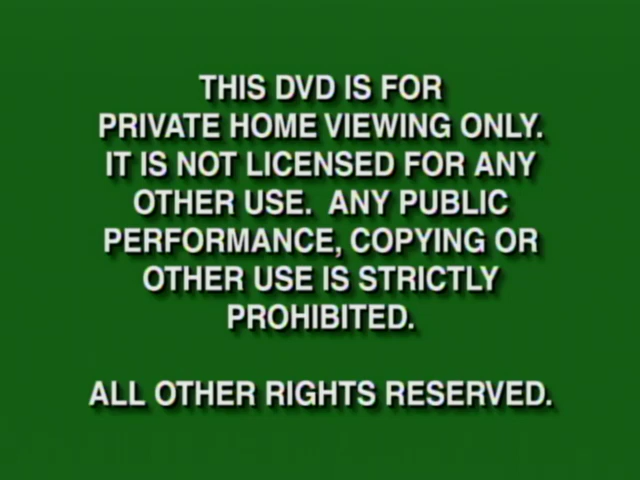 THIS DVD IS FOR
PRIVATE HOME VIEWING ONLY.
IT IS NOT LICENSED FOR ANY
OTHER USE.  ANY PUBLIC
PERFORMANCE, COPYING OR
OTHER USE IS STRICTLY
PROHIBITED.
ALL OTHER RIGHTS RESERVED.